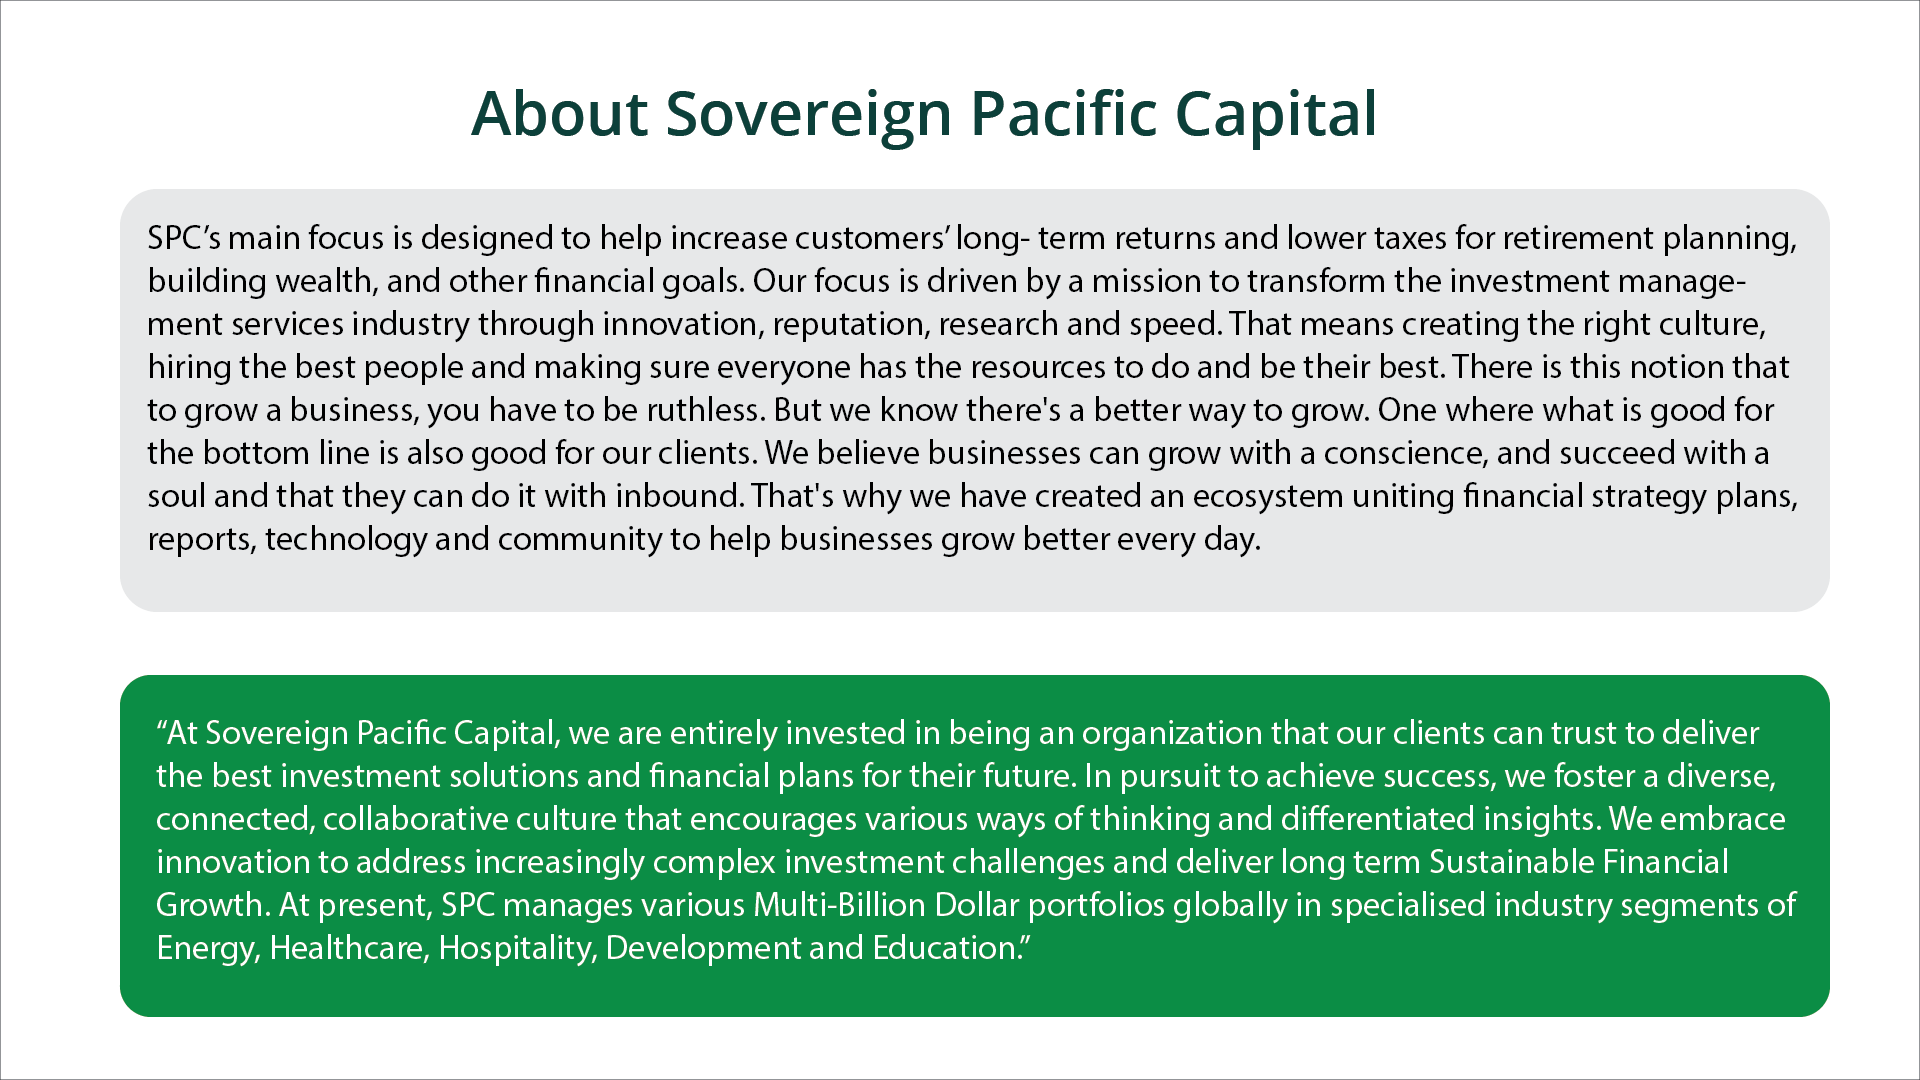 About Sovereign Pacific Capital
SPC’s main focus is designed to help increase customers’ long- term returns and lower taxes for retirement planning,
building wealth, and other financial goals. Our focus is driven by a mission to transform the investment manage-
ment services industry through innovation, reputation, research and speed. That means creating the right culture,
hiring the best people and making sure everyone has the resources to do and be their best. There is this notion that
to grow a business, you have to be ruthless. But we know there's a better way to grow. One where what is good for
the bottom line is also good for our clients. We believe businesses can grow with a conscience, and succeed with a
soul and that they can do it with inbound. That's why we have created an ecosystem uniting financial strategy plans,
reports, technology and community to help businesses grow better every day.
“At Sovereign Pacific Capital, we are entirely invested in being an organization that our clients can trust to deliver
the best investment solutions and financial plans for their future. In pursuit to achieve success, we foster a diverse,
connected, collaborative culture that encourages various ways of thinking and differentiated insights. We embrace
innovation to address increasingly complex investment challenges and deliver long term Sustainable Financial
Growth. At present, SPC manages various Multi-Billion Dollar portfolios globally in specialised industry segments of
Energy, Healthcare, Hospitality, Development and Education.”